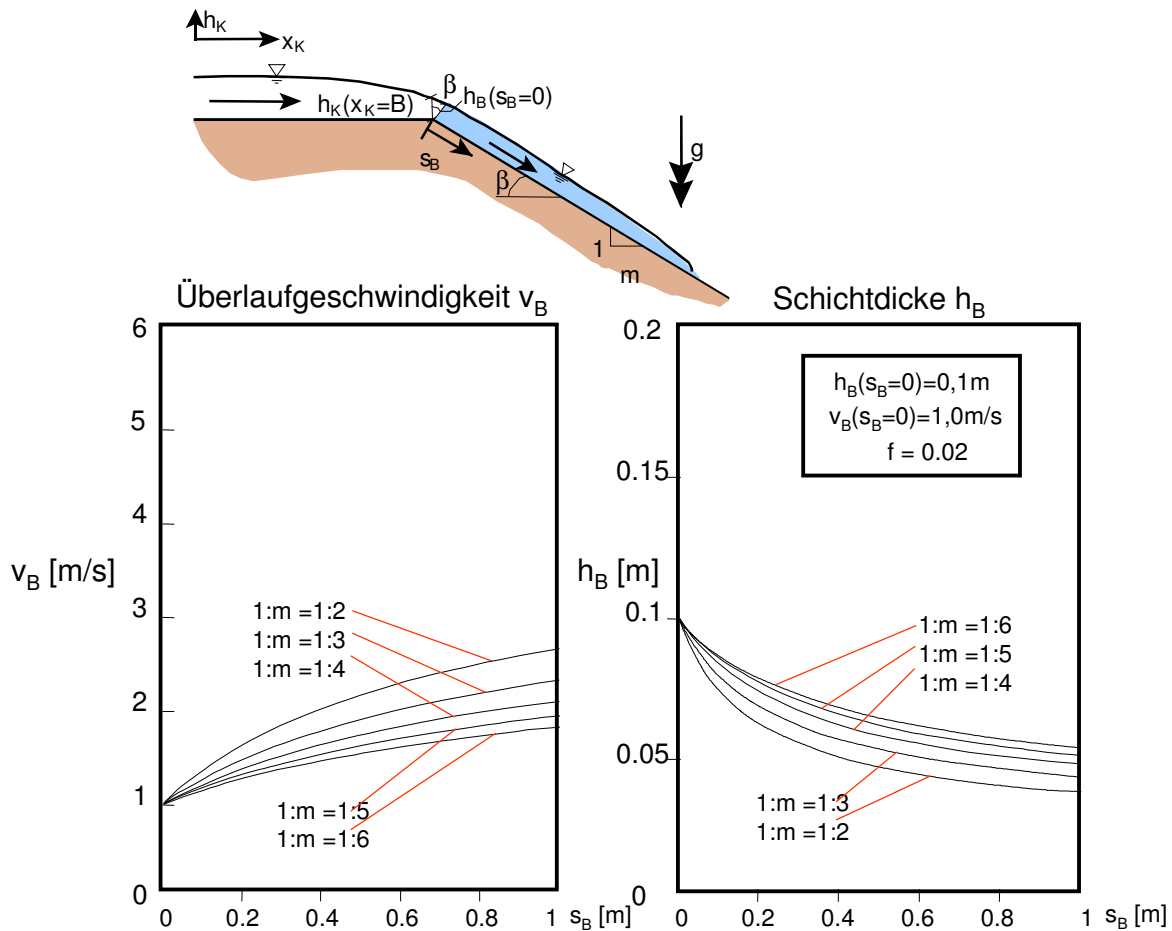 h_K
x_K
β
h_B(s_B=0)
h_K(x_K=B)
s_B
β
g
1
m
Überlaufgeschwindigkeit v_B
Schichtdicke h_B
6
5
4
v_B [m/s]
3
2
1
0
1:m =1:2
1:m =1:3
1:m =1:4
1:m =1:5
1:m =1:6
0
0.2
0.4
0.6
0.8
1
s_B [m]
0.2
0.15
h_B [m]
0.1
0.05
0
h_B(s_B=0)=0,1m
v_B(s_B=0)=1,0m/s
f = 0.02
1:m =1:6
1:m =1:5
1:m =1:4
1:m =1:3
1:m =1:2
0
0.2
0.4
0.6
0.8
1
s_B [m]